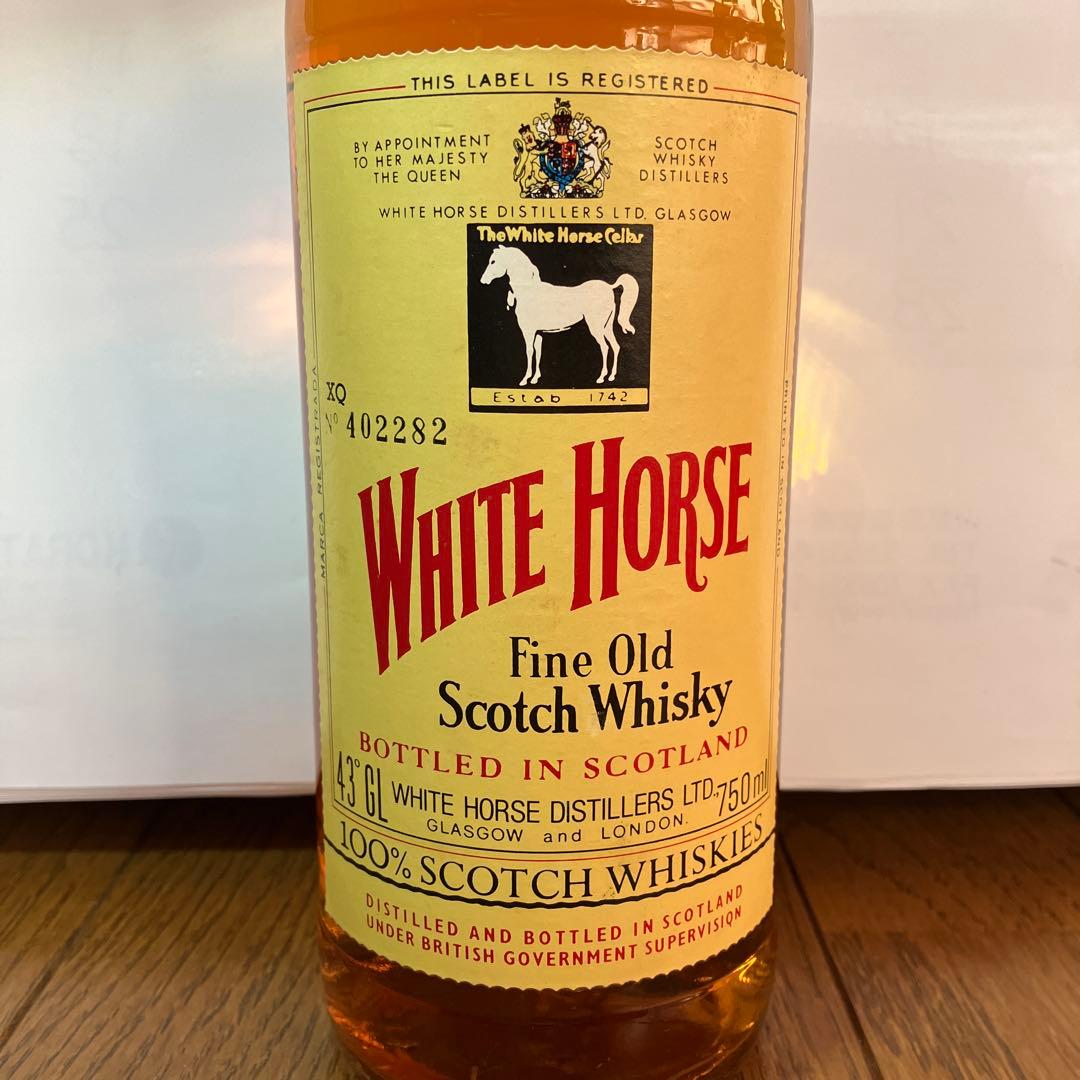 THIS LABEL IS REGISTERED
BY APPOINTMENT
TO HER MAJESTY
THE QUEEN
SCOTCH
WHISKY
DISTILLERS
WHITE HORSE DISTILLERS LTD. GLASGOW
The White Horse Cellar
Estab 1742
XQ
Nº 402282
MARCA REGISTRADA
PRINTED IN SCOTLAND
WHITE HORSE
Fine Old
Scotch Whisky
BOTTLED IN SCOTLAND
43° GL WHITE HORSE DISTILLERS LTD., 750 ml
GLASGOW and LONDON.
100% SCOTCH WHISKIES
DISTILLED AND BOTTLED IN SCOTLAND
UNDER BRITISH GOVERNMENT SUPERVISION